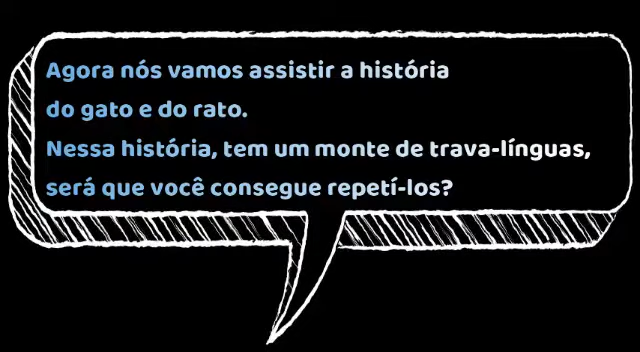 Agora nós vamos assistir a história
do gato e do rato.
Nessa história, tem um monte de trava-línguas,
será que você consegue repetí-los?